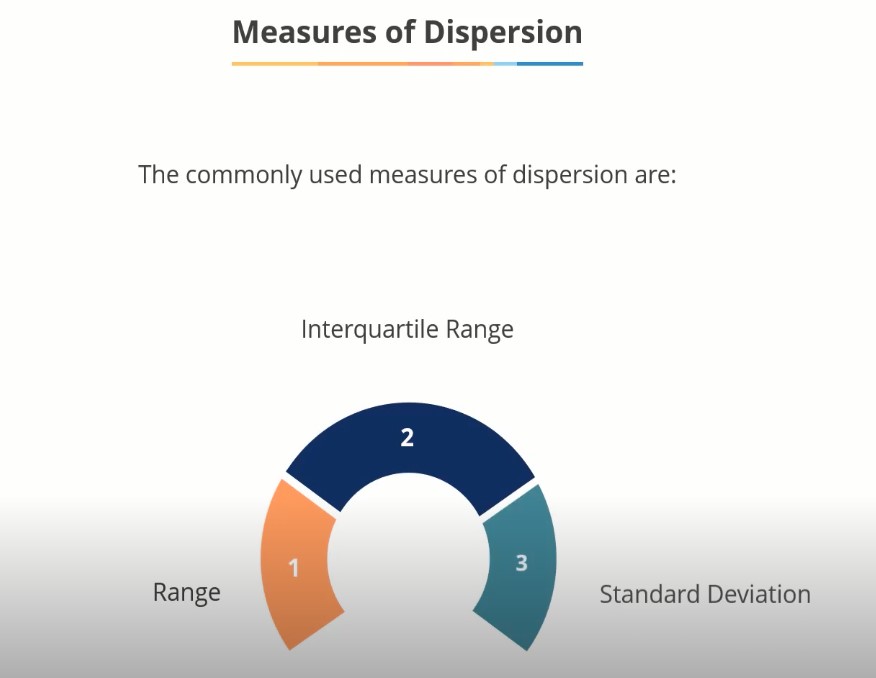 Measures of Dispersion
The commonly used measures of dispersion are:
Interquartile Range
2
1
3
Range
Standard Deviation